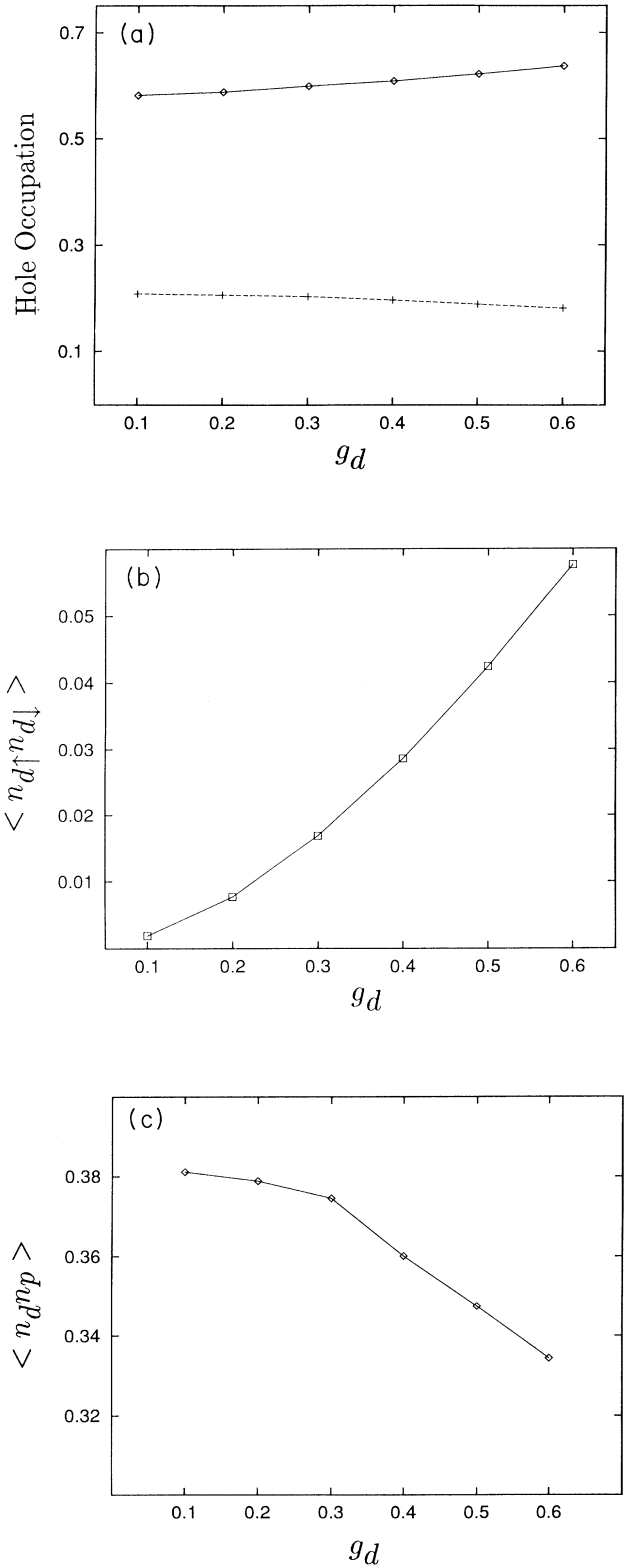 (a)
0.7
0.5
0.3
0.1
Hole Occupation
0.1 0.2 0.3 0.4 0.5 0.6
g_d
(b)
0.05
0.04
0.03
0.02
0.01
< n_{d↑}n_{d↓} >
0.1 0.2 0.3 0.4 0.5 0.6
g_d
(c)
0.38
0.36
0.34
0.32
< n_d n_p >
0.1 0.2 0.3 0.4 0.5 0.6
g_d